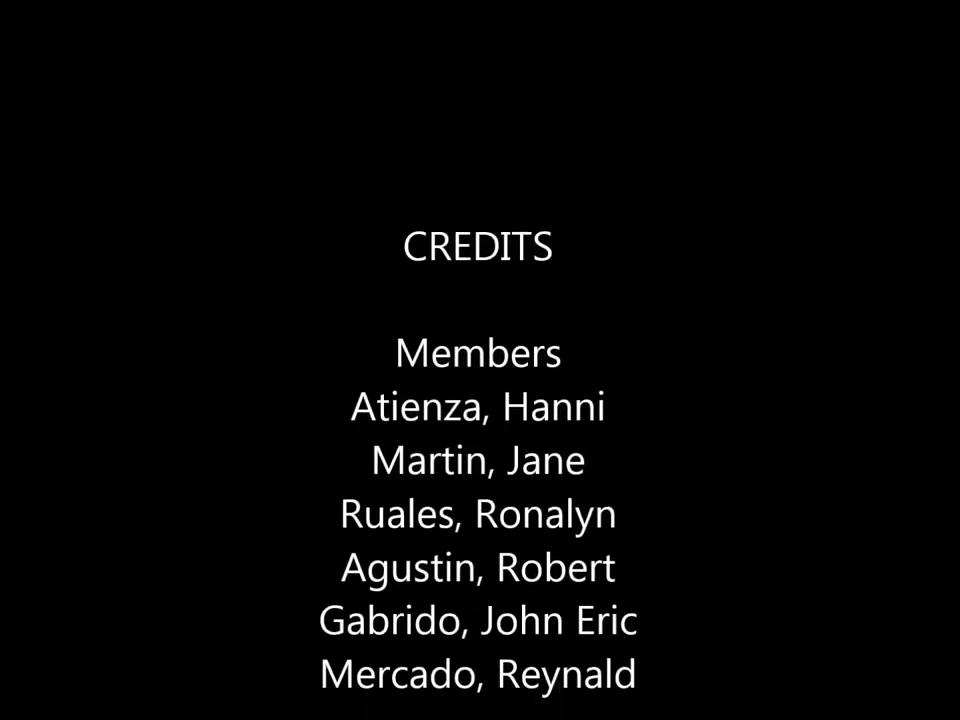 CREDITS
Members
Atienza, Hanni
Martin, Jane
Ruales, Ronalyn
Agustin, Robert
Gabrido, John Eric
Mercado, Reynald